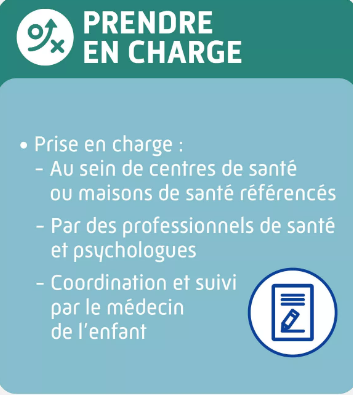 PRENDRE
EN CHARGE
• Prise en charge :
– Au sein de centres de santé
ou maisons de santé référencés
– Par des professionnels de santé
et psychologues
– Coordination et suivi
par le médecin
de l'enfant